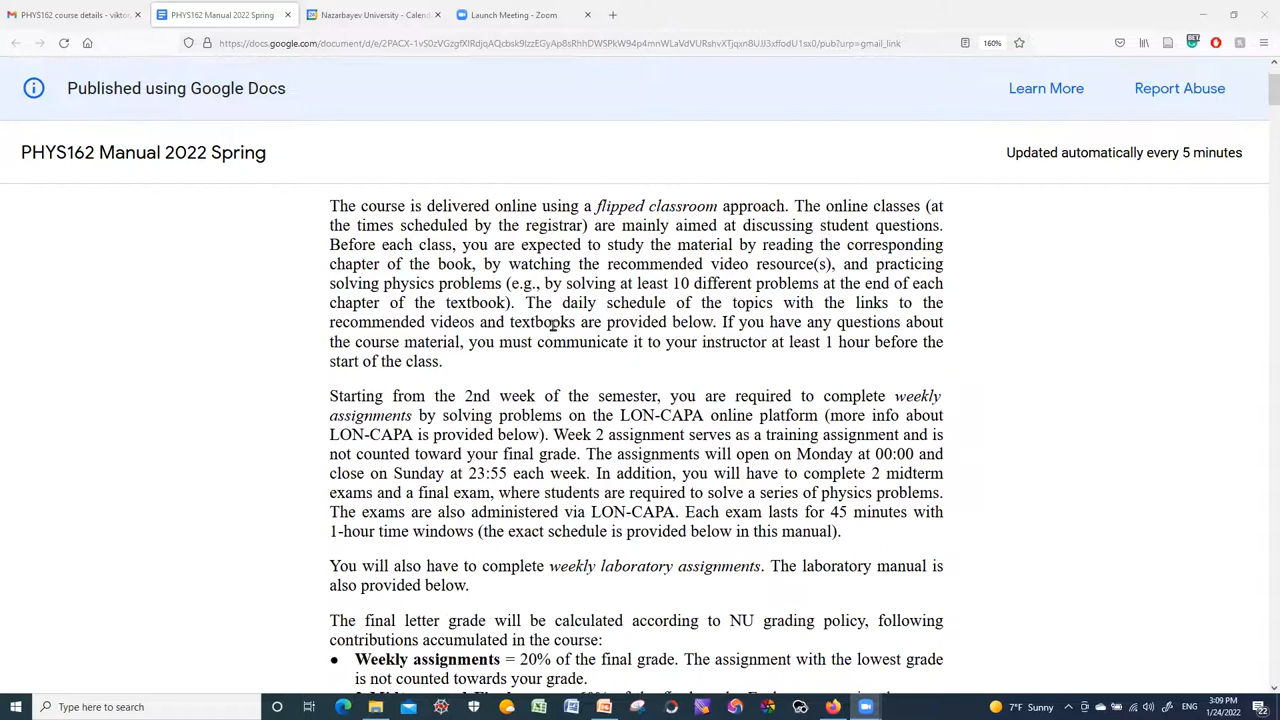 PHYS162 course details - viktor
PHYS162 Manual 2022 Spring
Nazarbayev University - Calend
Launch Meeting - Zoom
160%
Published using Google Docs
Learn More
Report Abuse
PHYS162 Manual 2022 Spring
Updated automatically every 5 minutes
The course is delivered online using a flipped classroom approach. The online classes (at
the times scheduled by the registrar) are mainly aimed at discussing student questions.
Before each class, you are expected to study the material by reading the corresponding
chapter of the book, by watching the recommended video resource(s), and practicing
solving physics problems (e.g., by solving at least 10 different problems at the end of each
chapter of the textbook). The daily schedule of the topics with the links to the
recommended videos and textbooks are provided below. If you have any questions about
the course material, you must communicate it to your instructor at least 1 hour before the
start of the class.
Starting from the 2nd week of the semester, you are required to complete weekly
assignments by solving problems on the LON-CAPA online platform (more info about
LON-CAPA is provided below). Week 2 assignment serves as a training assignment and is
not counted toward your final grade. The assignments will open on Monday at 00:00 and
close on Sunday at 23:55 each week. In addition, you will have to complete 2 midterm
exams and a final exam, where students are required to solve a series of physics problems.
The exams are also administered via LON-CAPA. Each exam lasts for 45 minutes with
1-hour time windows (the exact schedule is provided below in this manual).
You will also have to complete weekly laboratory assignments. The laboratory manual is
also provided below.
The final letter grade will be calculated according to NU grading policy, following
contributions accumulated in the course:
● Weekly assignments = 20% of the final grade. The assignment with the lowest grade
is not counted towards your grade.
Type here to search
77°F Sunny
3:09 PM
1/24/2022
22